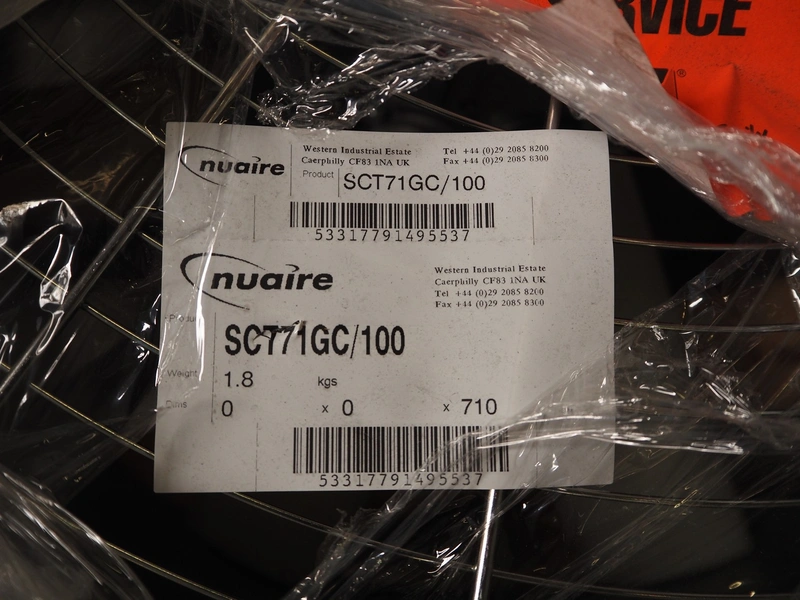 RVICE
nuaire
Western Industrial Estate
Caerphilly CF83 1NA UK
Tel +44 (0)29 2085 8200
Fax +44 (0)29 2085 8300
Product SCT71GC/100
53317791495537
nuaire
Western Industrial Estate
Caerphilly CF83 1NA UK
Tel +44 (0)29 2085 8200
Fax +44 (0)29 2085 8300
Product
SCT71GC/100
Weight 1.8 kgs
0 x 0 x 710
53317791495537